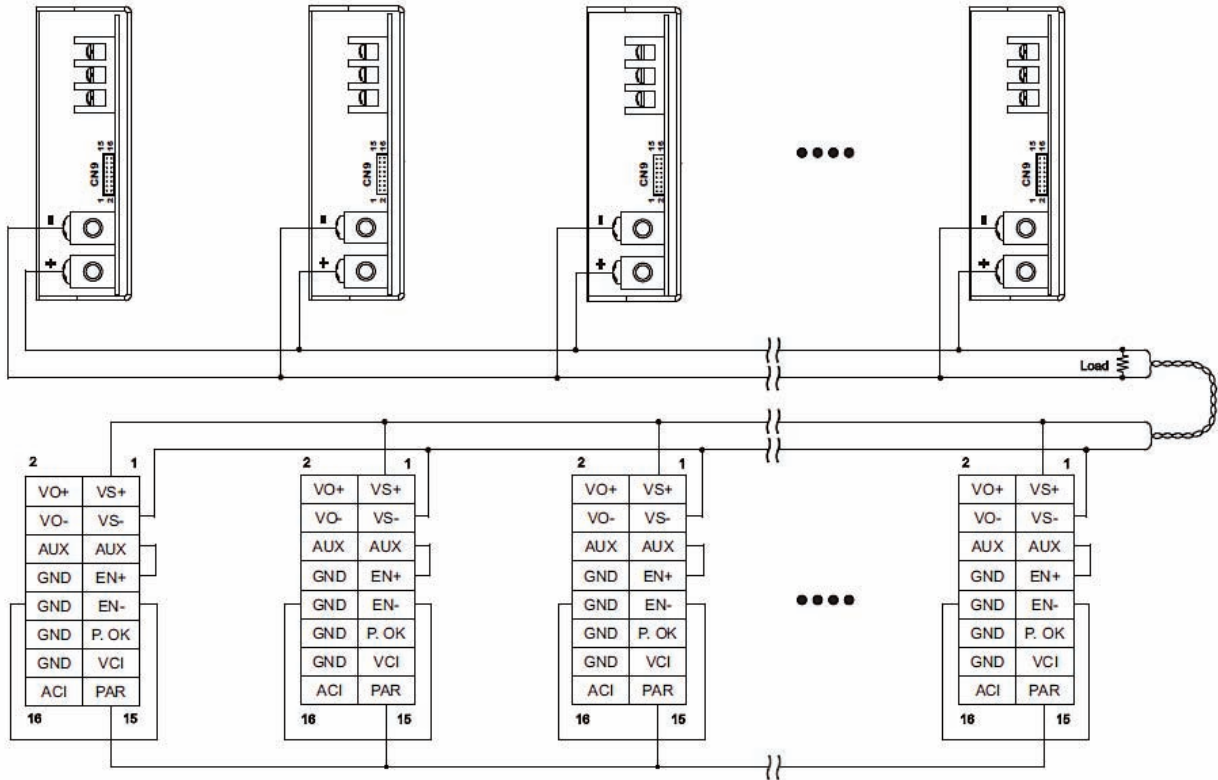 15 16
CN9
1 2
-
+
15 16
CN9
1 2
-
+
15 16
CN9
1 2
-
+
15 16
CN9
1 2
-
+
Load
2 1
VO+ VS+
VO- VS-
AUX AUX
GND EN+
GND EN-
GND P. OK
GND VCI
ACI PAR
16 15
2 1
VO+ VS+
VO- VS-
AUX AUX
GND EN+
GND EN-
GND P. OK
GND VCI
ACI PAR
16 15
2 1
VO+ VS+
VO- VS-
AUX AUX
GND EN+
GND EN-
GND P. OK
GND VCI
ACI PAR
16 15
2 1
VO+ VS+
VO- VS-
AUX AUX
GND EN+
GND EN-
GND P. OK
GND VCI
ACI PAR
16 15